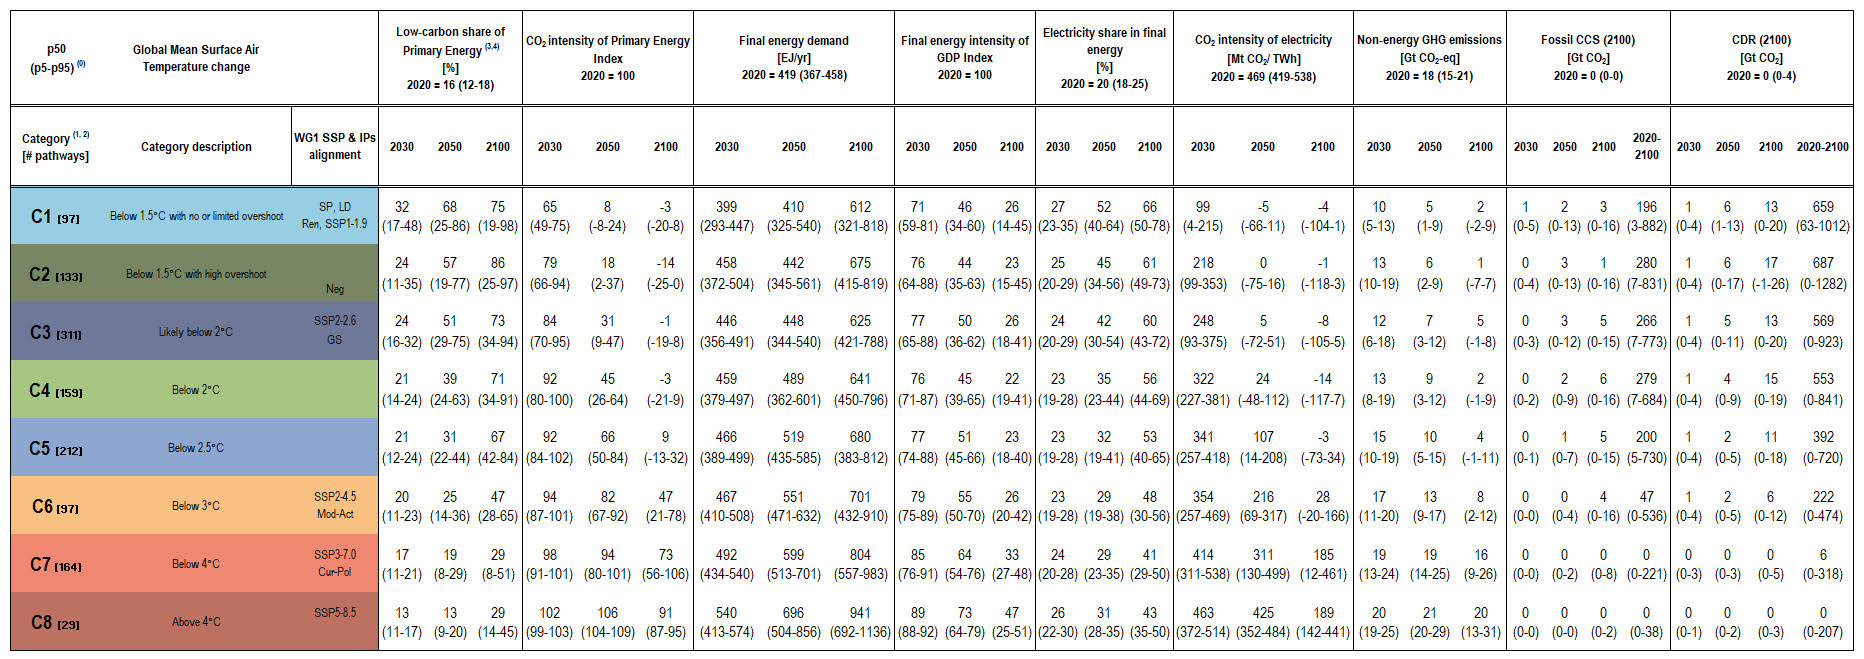 p50
(p5-p95) (0)
Global Mean Surface Air
Temperature change
Low-carbon share of
Primary Energy (3,4)
[%]
2020 = 16 (12-18)
CO2 intensity of Primary Energy
Index
2020 = 100
Final energy demand
[EJ/yr]
2020 = 419 (367-458)
Final energy intensity of
GDP Index
2020 = 100
Electricity share in final
energy
[%]
2020 = 20 (18-25)
CO2 intensity of electricity
[Mt CO2/ TWh]
2020 = 469 (419-538)
Non-energy GHG emissions
[Gt CO2-eq]
2020 = 18 (15-21)
Fossil CCS (2100)
[Gt CO2]
2020 = 0 (0-0)
CDR (2100)
[Gt CO2]
2020 = 0 (0-4)
Category (1, 2)
[# pathways]
Category description
WG1 SSP & IPs
alignment
2030 2050 2100 2030 2050 2100 2030 2050 2100 2030 2050 2100 2030 2050 2100 2030 2050 2100 2030 2050 2100 2030 2050 2100 2020-2100 2030 2050 2100 2020-2100
C1 [97] Below 1.5°C with no or limited overshoot
SP, LD
Ren, SSP1-1.9
32 68 75 65 8 -3 399 410 612 71 46 26 27 52 66 99 -5 -4 10 5 2 1 2 3 196 1 6 13 659
(17-48) (25-86) (19-98) (49-75) (-8-24) (-20-8) (293-447) (325-540) (321-818) (59-81) (34-60) (14-45) (23-35) (40-64) (50-78) (4-215) (-66-11) (-104-1) (5-13) (1-9) (-2-9) (0-5) (0-13) (0-16) (3-882) (0-4) (1-13) (0-20) (63-1012)
C2 [133] Below 1.5°C with high overshoot
Neg
24 57 86 79 18 -14 458 442 675 76 44 23 25 45 61 218 0 -1 13 6 1 0 3 1 280 1 6 17 687
(11-35) (19-77) (25-97) (66-94) (2-37) (-25-0) (372-504) (345-561) (415-819) (64-88) (35-63) (15-45) (20-29) (34-56) (49-73) (99-353) (-75-16) (-118-3) (10-19) (2-9) (-7-7) (0-4) (0-13) (0-16) (7-831) (0-4) (0-17) (-1-26) (0-1282)
C3 [311] Likely below 2°C
SSP2-2.6
GS
24 51 73 84 31 -1 446 448 625 77 50 26 24 42 60 248 5 -8 12 7 5 0 3 5 266 1 5 13 569
(16-32) (29-75) (34-94) (70-95) (9-47) (-19-8) (356-491) (344-540) (421-788) (65-88) (36-62) (18-41) (20-29) (30-54) (43-72) (93-375) (-72-51) (-105-5) (6-18) (3-12) (-1-8) (0-3) (0-12) (0-15) (7-773) (0-4) (0-11) (0-20) (0-923)
C4 [159] Below 2°C
21 39 71 92 45 -3 459 489 641 76 45 22 23 35 56 322 24 -14 13 9 2 0 2 6 279 1 4 15 553
(14-24) (24-63) (34-91) (80-100) (26-64) (-21-9) (379-497) (362-601) (450-796) (71-87) (39-65) (19-41) (19-28) (23-44) (44-69) (227-381) (-48-112) (-117-7) (8-19) (3-12) (-1-9) (0-2) (0-9) (0-16) (7-684) (0-4) (0-9) (0-19) (0-841)
C5 [212] Below 2.5°C
21 31 67 92 66 9 466 519 680 77 51 23 23 32 53 341 107 -3 15 10 4 0 1 5 200 1 2 11 392
(12-24) (22-44) (42-84) (84-102) (50-84) (-13-32) (389-499) (435-585) (383-812) (74-88) (45-66) (18-40) (19-28) (19-41) (40-65) (257-418) (14-208) (-73-34) (10-19) (5-15) (-1-11) (0-1) (0-7) (0-15) (5-730) (0-4) (0-5) (0-18) (0-720)
C6 [97] Below 3°C
SSP2-4.5
Mod-Act
20 25 47 94 82 47 467 551 701 79 55 26 23 29 48 354 216 28 17 13 8 0 0 4 47 1 2 6 222
(11-23) (14-36) (28-65) (87-101) (67-92) (21-78) (410-508) (471-632) (432-910) (75-89) (50-70) (20-42) (19-28) (19-38) (30-56) (257-469) (69-317) (-20-166) (11-20) (9-17) (2-12) (0-0) (0-4) (0-16) (0-536) (0-4) (0-5) (0-12) (0-474)
C7 [164] Below 4°C
SSP3-7.0
Cur-Pol
17 19 29 98 94 73 492 599 804 85 64 33 24 29 41 414 311 185 19 19 16 0 0 0 0 0 0 0 6
(11-21) (8-29) (8-51) (91-101) (80-101) (56-106) (434-540) (513-701) (557-983) (76-91) (54-76) (27-48) (20-28) (23-35) (29-50) (311-538) (130-499) (12-461) (13-24) (14-25) (9-26) (0-0) (0-2) (0-8) (0-221) (0-3) (0-3) (0-5) (0-318)
C8 [29] Above 4°C
SSP5-8.5
13 13 29 102 106 91 540 696 941 89 73 47 26 31 43 463 425 189 20 21 20 0 0 0 0 0 0 0 0
(11-17) (9-20) (14-45) (99-103) (104-109) (87-95) (413-574) (504-856) (692-1136) (88-92) (64-79) (25-51) (22-30) (28-35) (35-50) (372-514) (352-484) (142-441) (19-25) (20-29) (13-31) (0-0) (0-0) (0-2) (0-38) (0-1) (0-2) (0-3) (0-207)